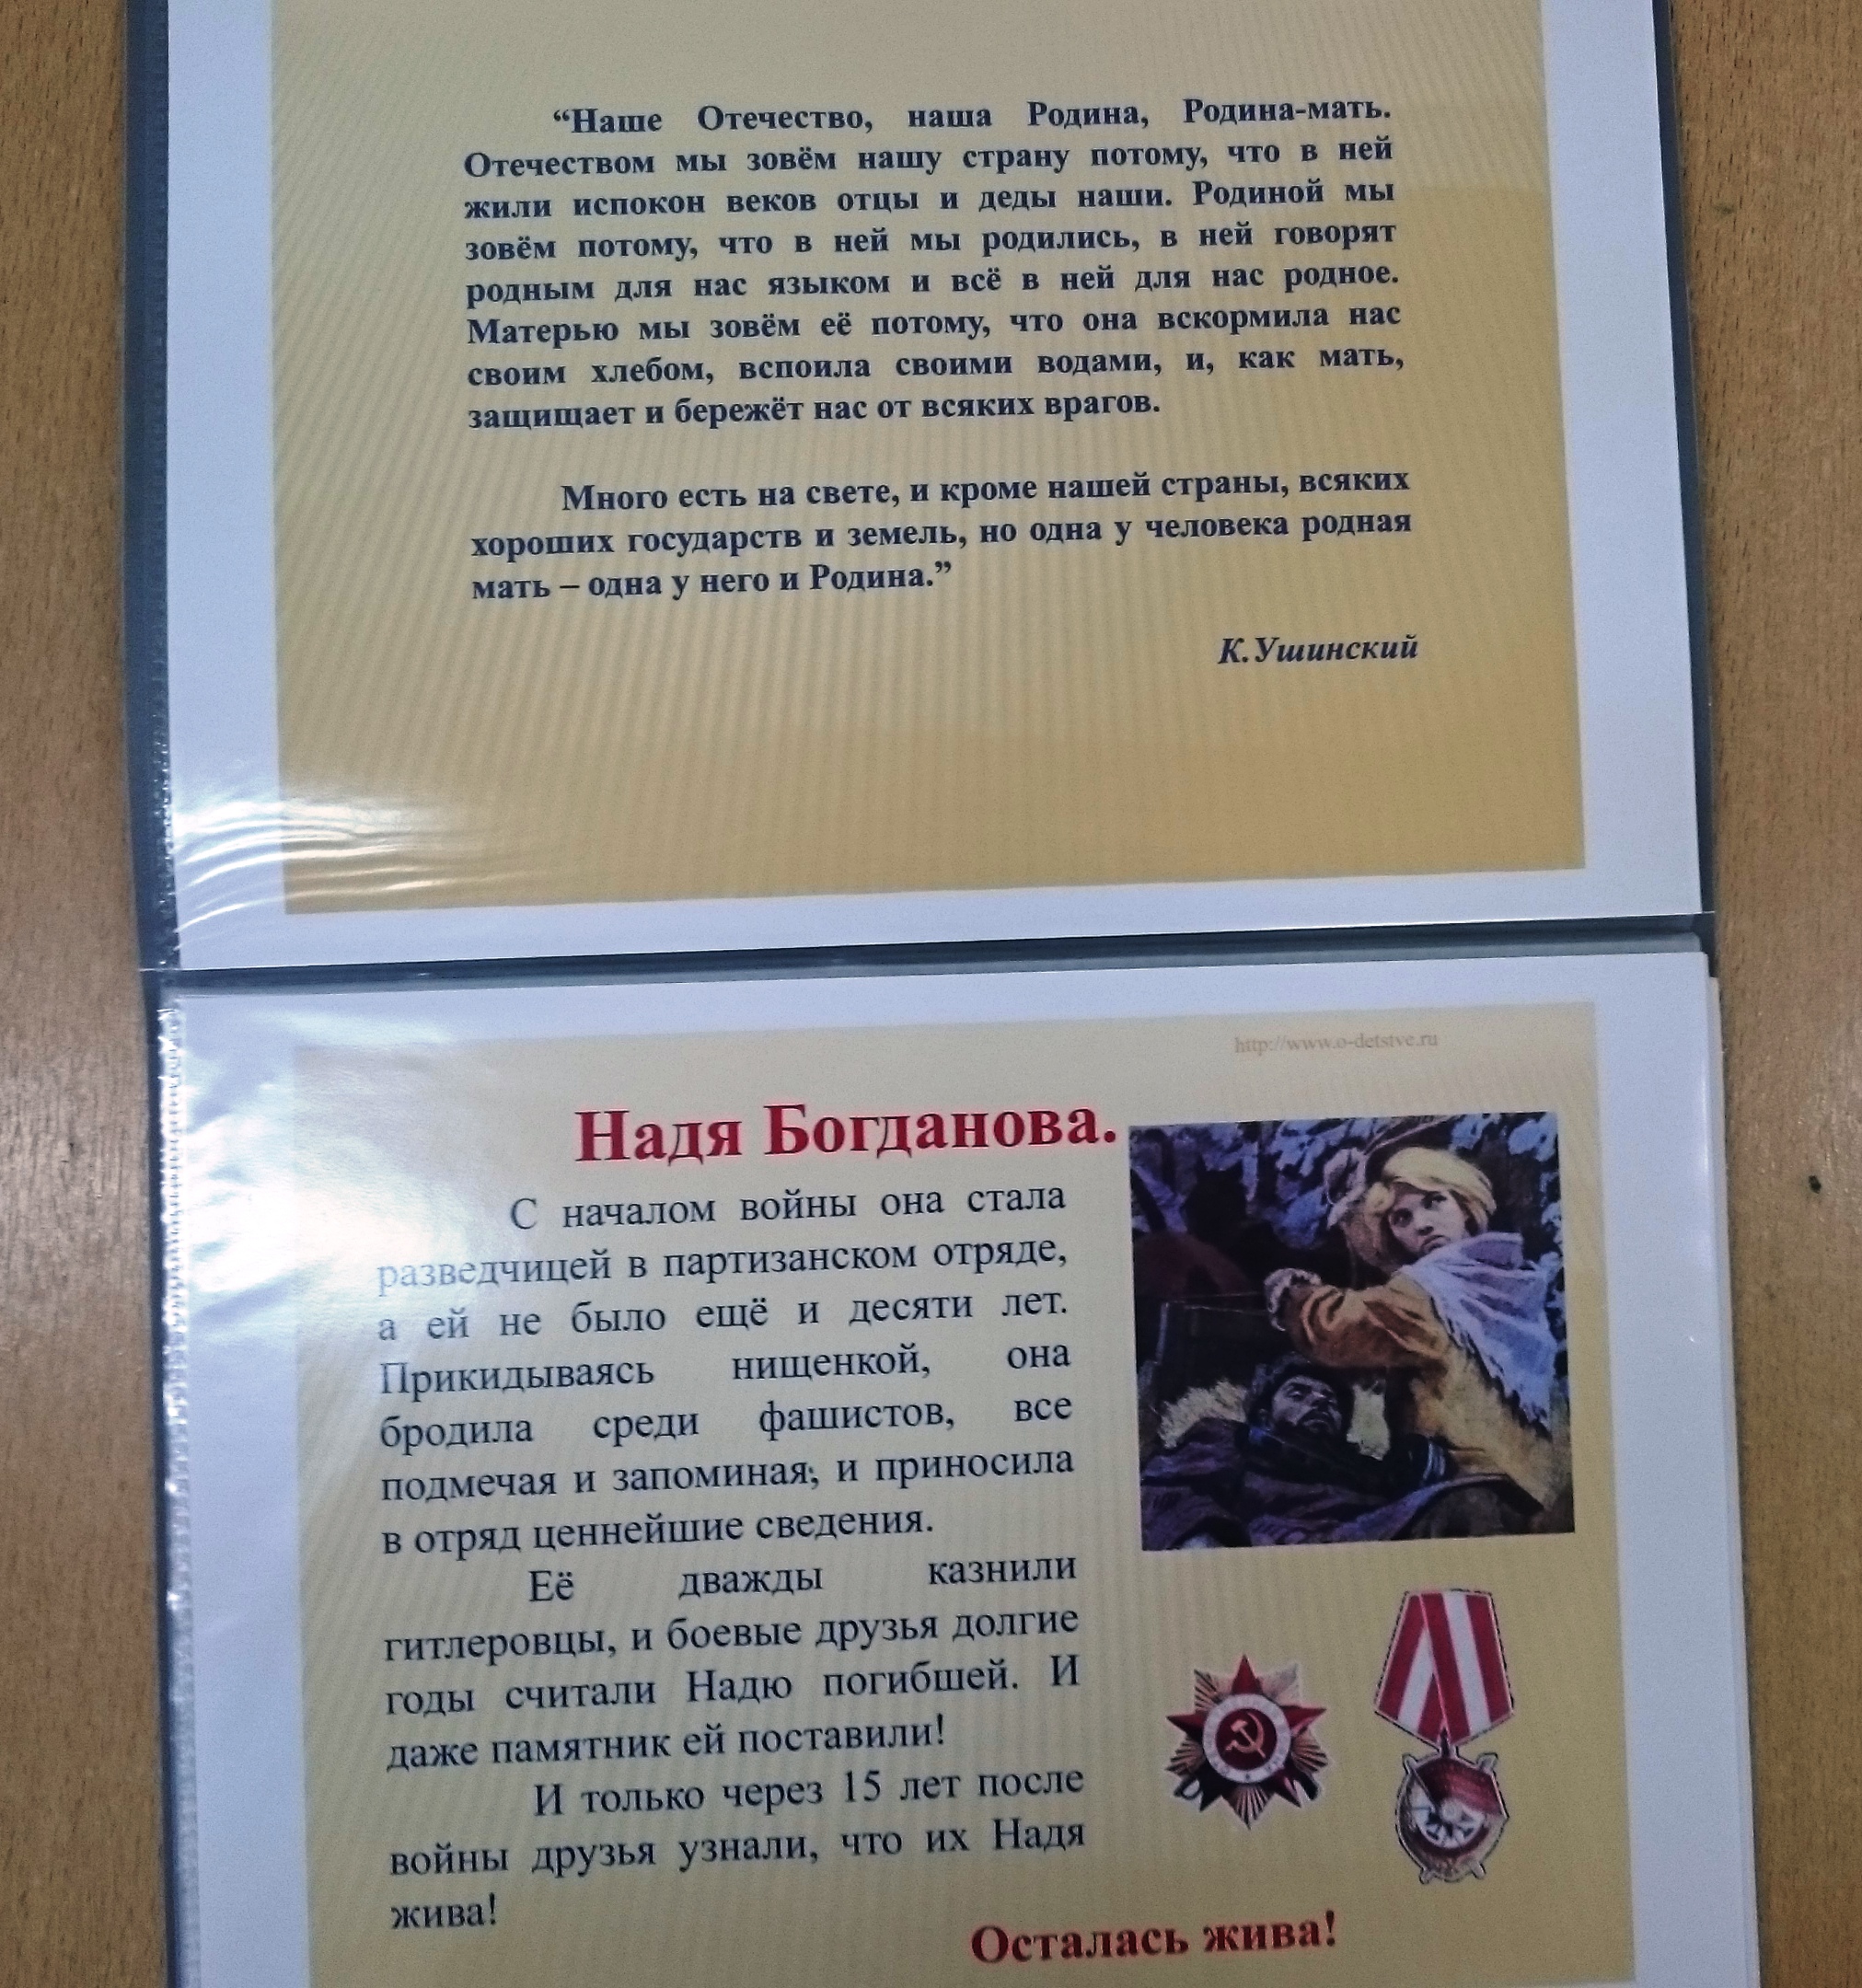 “Наше Отечество, наша Родина, Родина-мать.
Отечеством мы зовём нашу страну потому, что в ней
жили испокон веков отцы и деды наши. Родиной мы
зовём потому, что в ней мы родились, в ней говорят
родным для нас языком и всё в ней для нас родное.
Матерью мы зовём её потому, что она вскормила нас
своим хлебом, вспоила своими водами, и, как мать,
защищает и бережёт нас от всяких врагов.
Много есть на свете, и кроме нашей страны, всяких
хороших государств и земель, но одна у человека родная
мать – одна у него и Родина.”
К.Ушинский
http://www.o-detstve.ru
Надя Богданова.
С началом войны она стала
разведчицей в партизанском отряде,
а ей не было ещё и десяти лет.
Прикидываясь нищенкой, она
бродила среди фашистов, все
подмечая и запоминая, и приносила
в отряд ценнейшие сведения.
Её дважды казнили
гитлеровцы, и боевые друзья долгие
годы считали Надю погибшей. И
даже памятник ей поставили!
И только через 15 лет после
войны друзья узнали, что их Надя
жива!
Осталась жива!